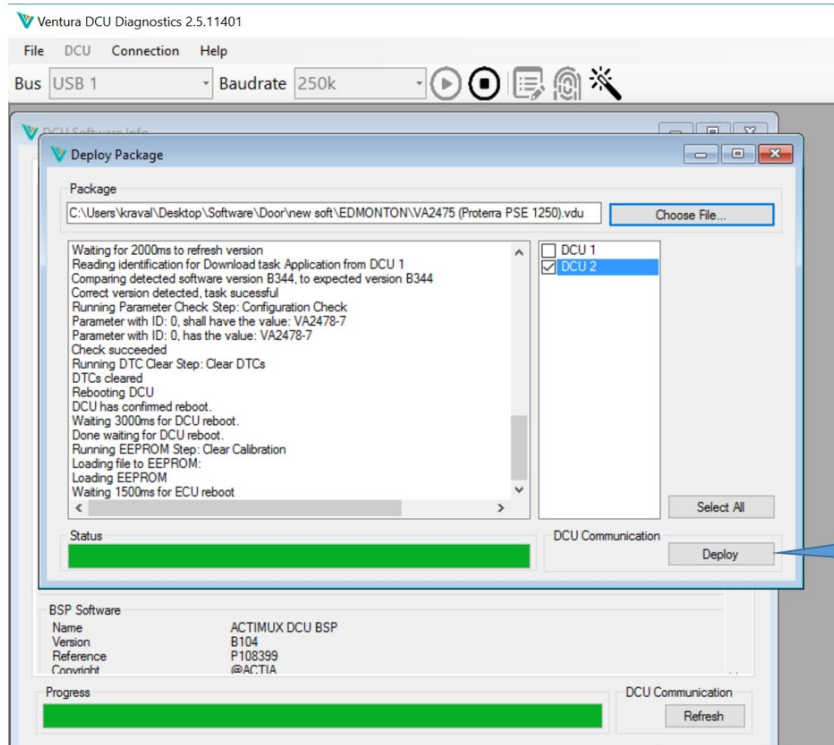 Ventura DCU Diagnostics 2.5.11401
File DCU Connection Help
Bus USB 1 Baudrate 250k
DCU Software Info
Deploy Package
Package
C:\Users\kraval\Desktop\Software\Door\new soft\EDMONTON\VA2475 (Proterra PSE 1250).vdu Choose File...
Waiting for 2000ms to refresh version
Reading identification for Download task Application from DCU 1
Comparing detected software version B344, to expected version B344
Correct version detected, task sucessful
Running Parameter Check Step: Configuration Check
Parameter with ID: 0, shall have the value: VA2478-7
Parameter with ID: 0, has the value: VA2478-7
Check succeeded
Running DTC Clear Step: Clear DTCs
DTCs cleared
Rebooting DCU
DCU has confirmed reboot.
Waiting 3000ms for DCU reboot.
Done waiting for DCU reboot.
Running EEPROM Step: Clear Calibration
Loading file to EEPROM:
Loading EEPROM
Waiting 1500ms for ECU reboot
DCU 1
DCU 2
Select All
Status
DCU Communication
Deploy
BSP Software
Name ACTIMUX DCU BSP
Version B104
Reference P108399
Copyright @ACTIA
Progress
DCU Communication
Refresh